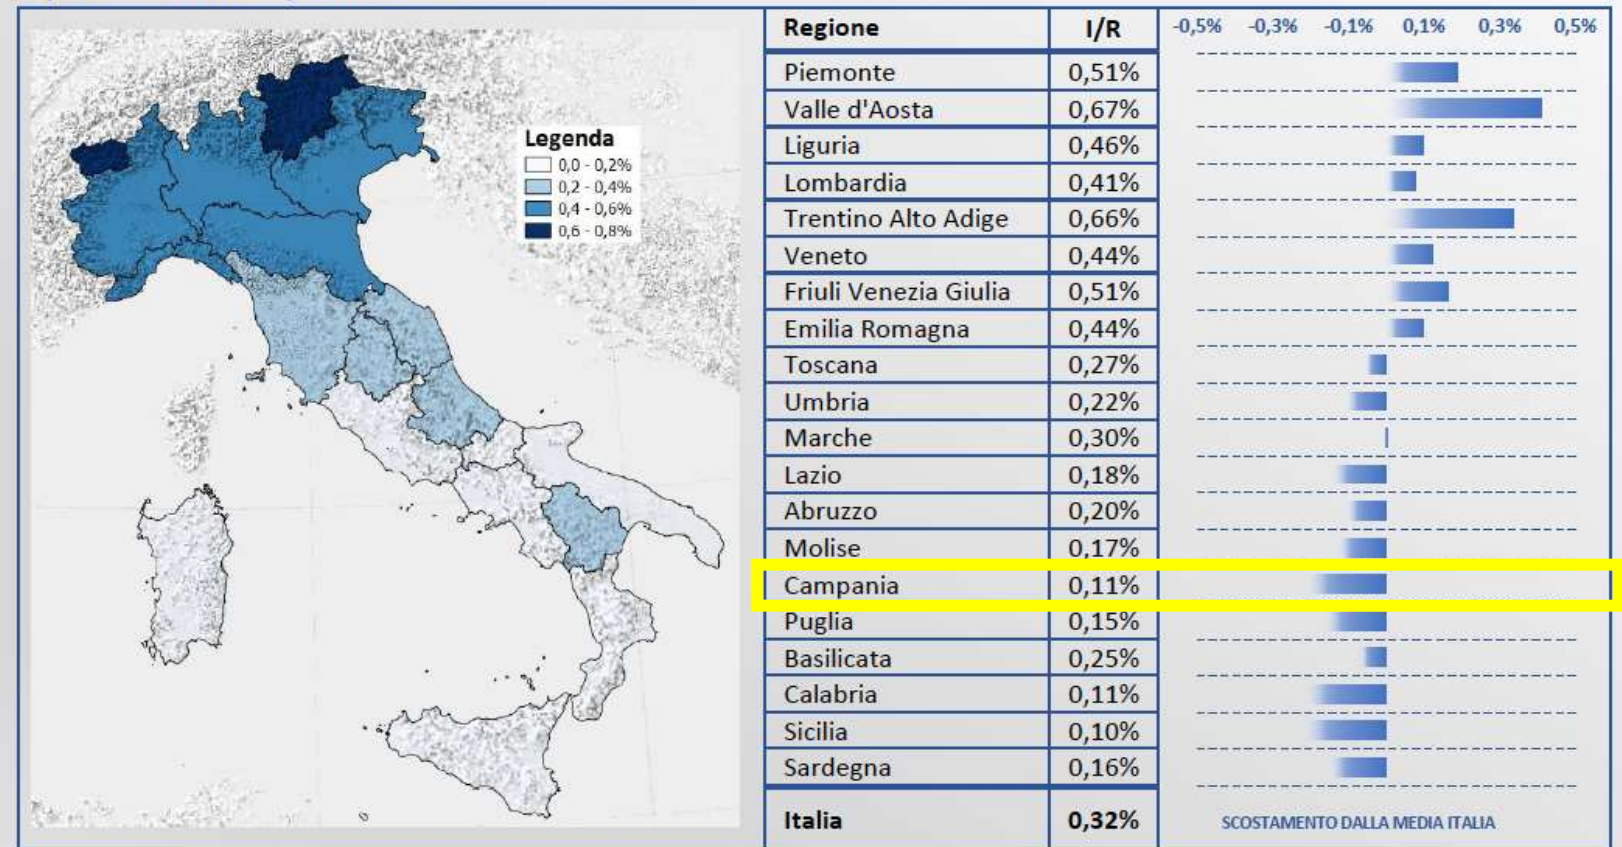 Legenda
0,0 - 0,2%
0,2 - 0,4%
0,4 - 0,6%
0,6 - 0,8%
Regione I/R -0,5% -0,3% -0,1% 0,1% 0,3% 0,5%
Piemonte 0,51%
Valle d'Aosta 0,67%
Liguria 0,46%
Lombardia 0,41%
Trentino Alto Adige 0,66%
Veneto 0,44%
Friuli Venezia Giulia 0,51%
Emilia Romagna 0,44%
Toscana 0,27%
Umbria 0,22%
Marche 0,30%
Lazio 0,18%
Abruzzo 0,20%
Molise 0,17%
Campania 0,11%
Puglia 0,15%
Basilicata 0,25%
Calabria 0,11%
Sicilia 0,10%
Sardegna 0,16%
Italia 0,32% SCOSTAMENTO DALLA MEDIA ITALIA